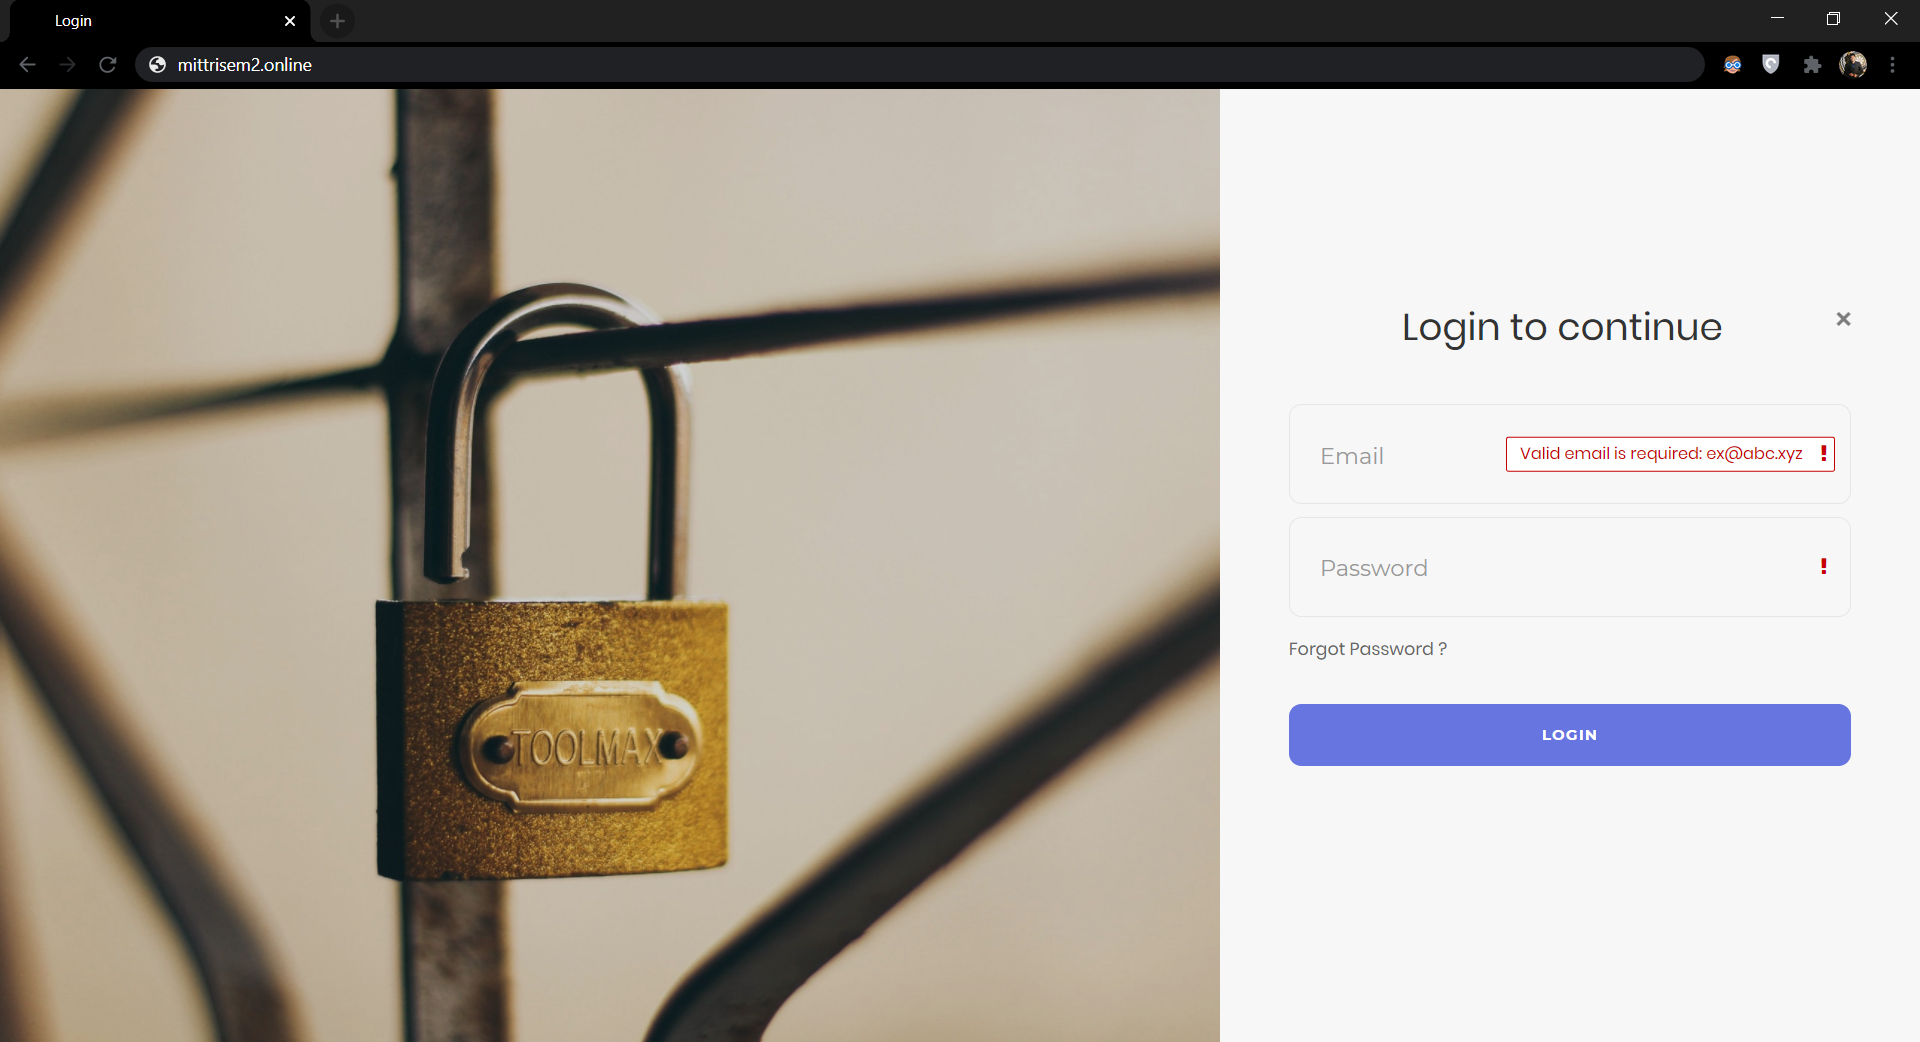 Login
mittrisem2.online
TOOLMAX
Login to continue
Email
Valid email is required: ex@abc.xyz
Password
Forgot Password ?
LOGIN